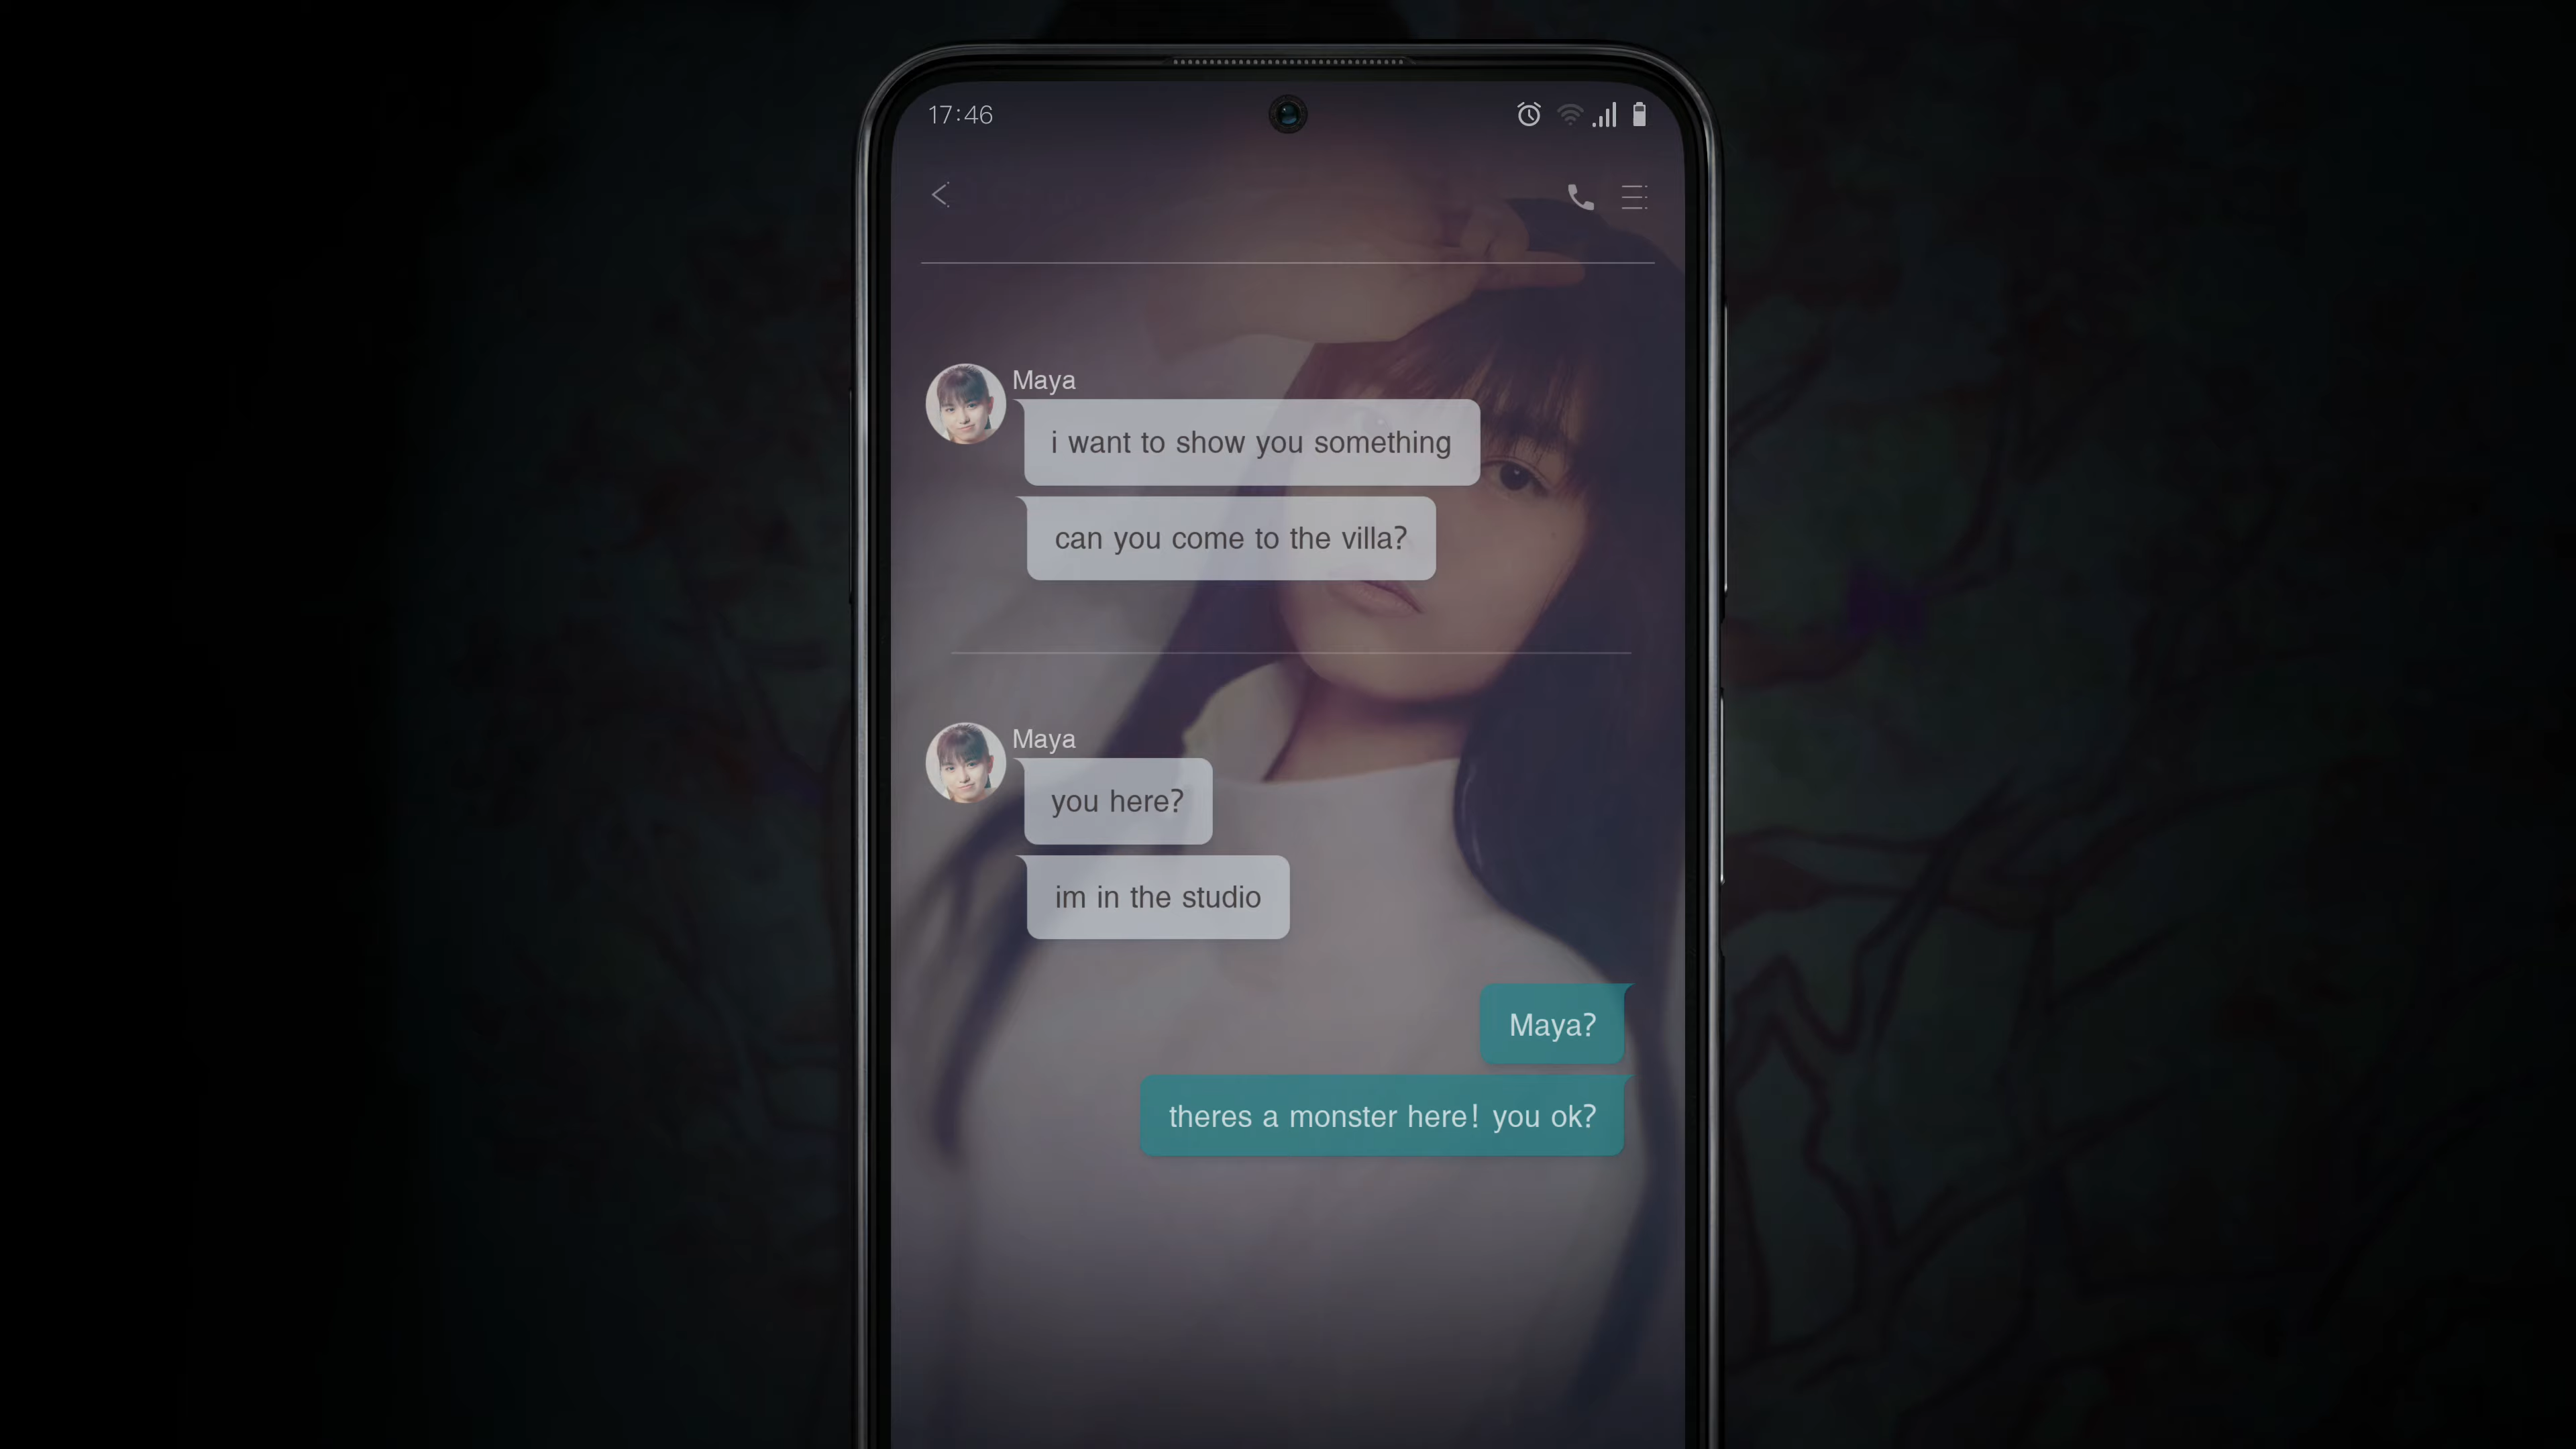 17:46
Maya
i want to show you something
can you come to the villa?
Maya
you here?
im in the studio
Maya?
theres a monster here! you ok?